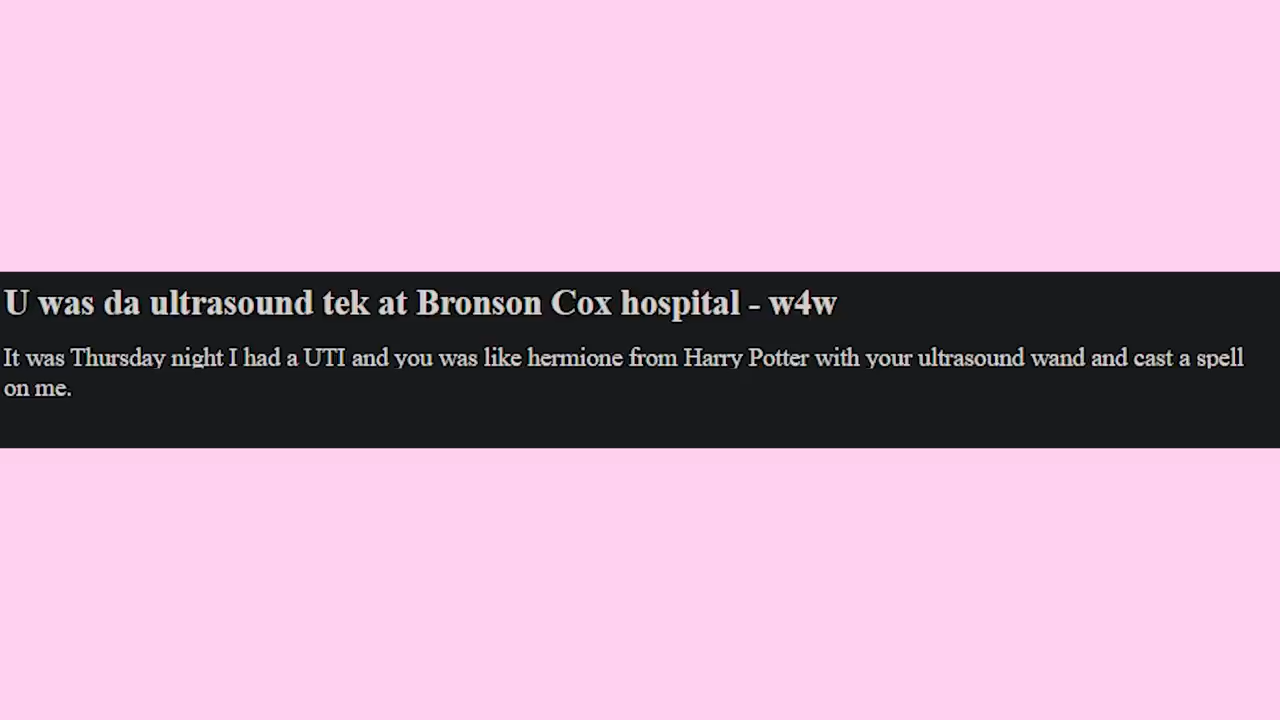 U was da ultrasound tek at Bronson Cox hospital - w4w
It was Thursday night I had a UTI and you was like hermione from Harry Potter with your ultrasound wand and cast a spell
on me.